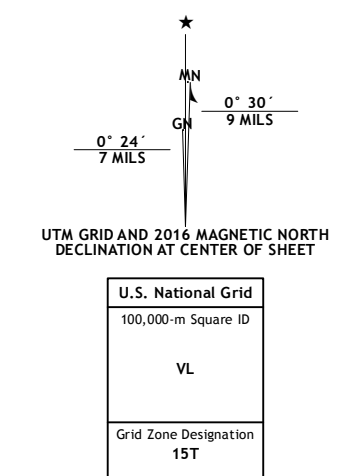 ★
MN
0° 30´
9 MILS
GN
0° 24´
7 MILS
UTM GRID AND 2016 MAGNETIC NORTH
DECLINATION AT CENTER OF SHEET
U.S. National Grid
100,000-m Square ID
VL
Grid Zone Designation
15T